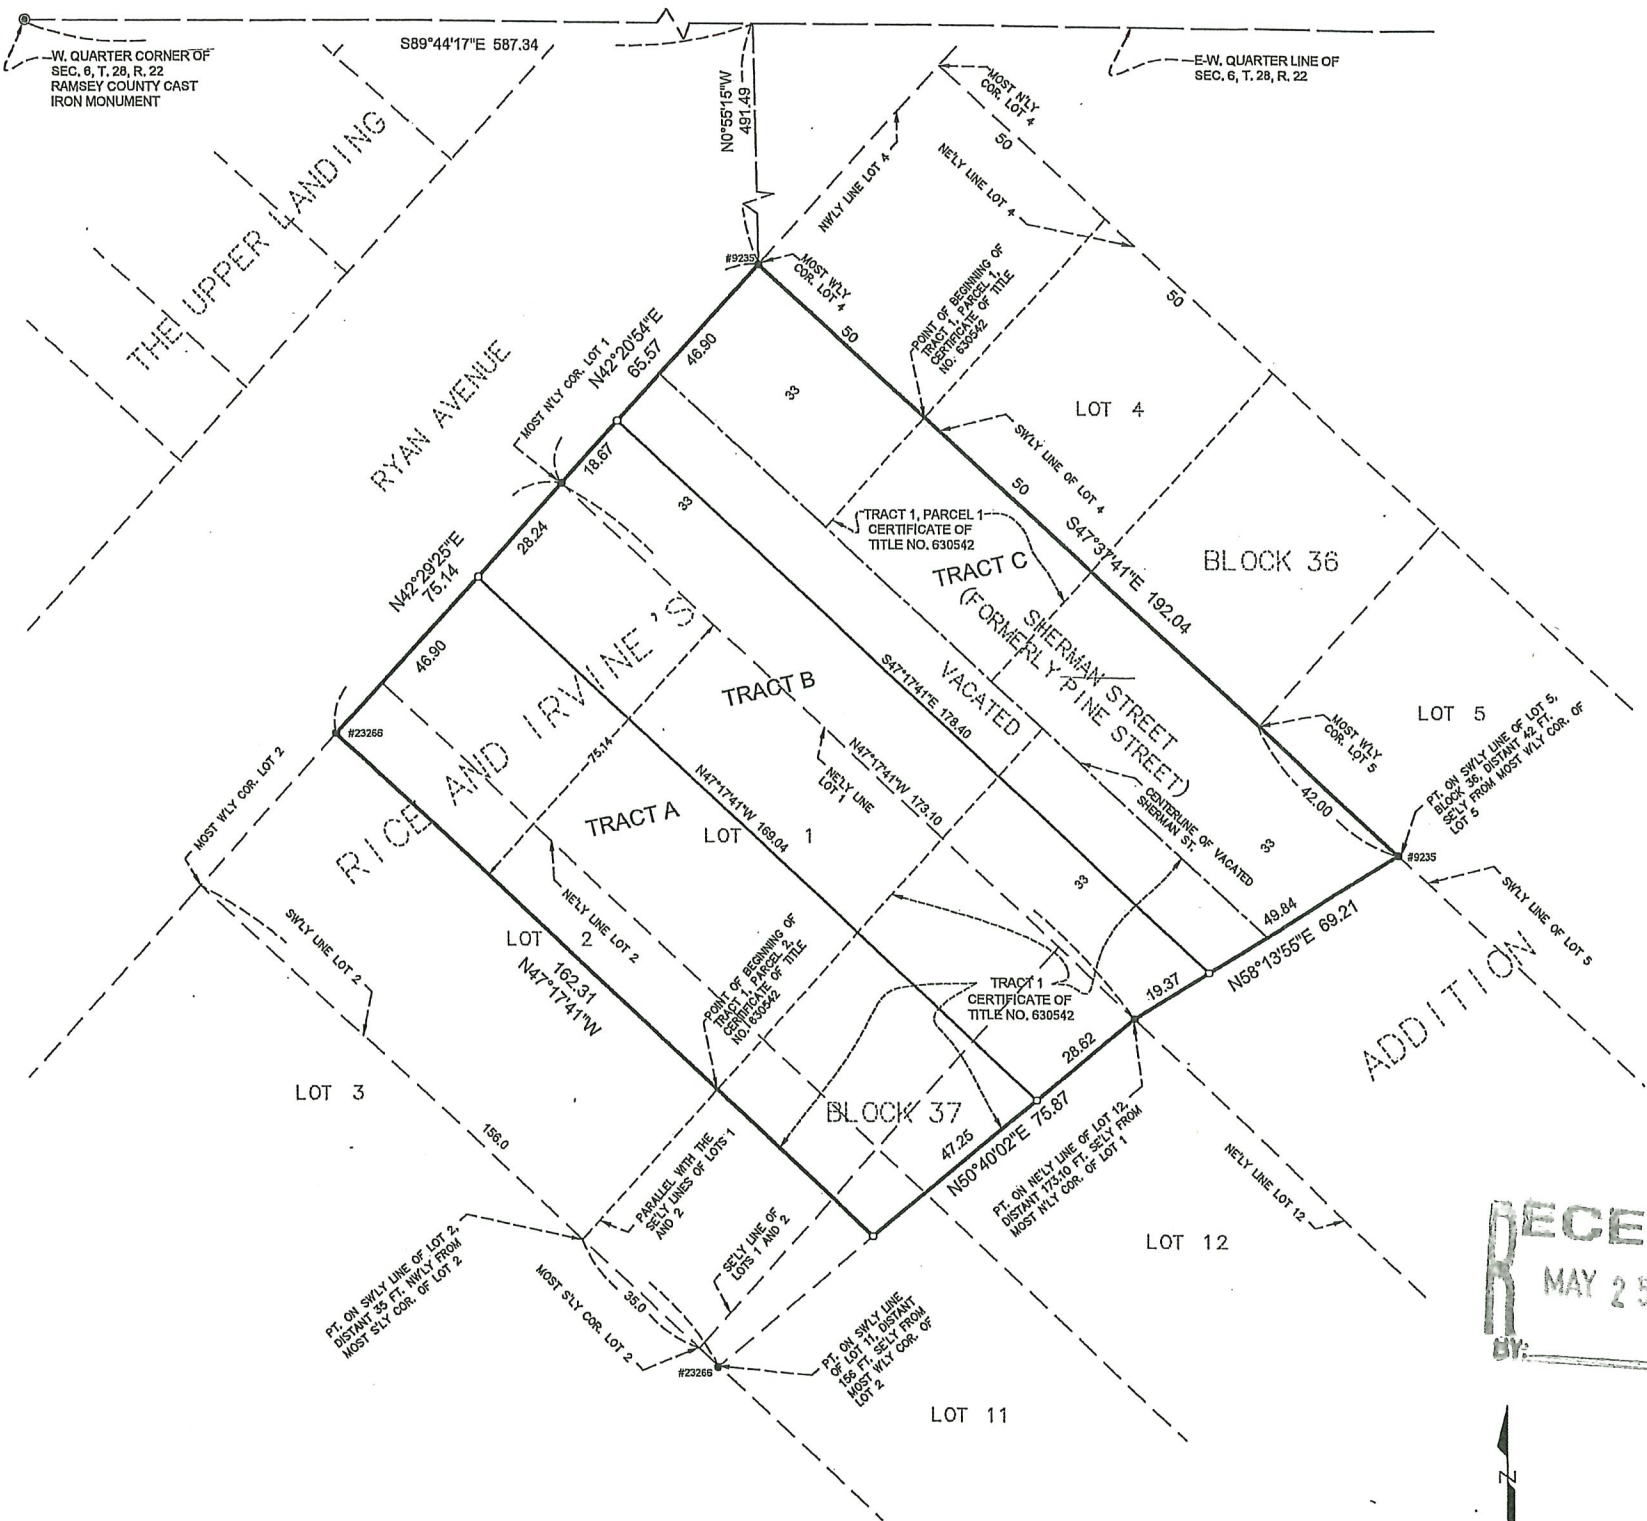 S89°44'17"E 587.34
W. QUARTER CORNER OF
SEC. 6, T. 28, R. 22
RAMSEY COUNTY CAST
IRON MONUMENT
E-W. QUARTER LINE OF
SEC. 6, T. 28, R. 22
N0°55'15"W
491.49
MOST N'LY
COR. LOT 4
50
NE'LY LINE LOT 4
NW'LY LINE LOT 4
50
THE UPPER LANDING
RYAN AVENUE
#9235
MOST W'LY
COR. LOT 4
50
POINT OF BEGINNING OF
TRACT 1, PARCEL 1,
CERTIFICATE OF TITLE
NO. 630542
MOST N'LY COR. LOT 1
N42°20'54"E
65.57
46.90
33
LOT 4
SW'LY LINE OF LOT 4
50
S47°37'41"E 192.04
BLOCK 36
18.67
33
TRACT 1, PARCEL 1
CERTIFICATE OF
TITLE NO. 630542
TRACT C
SHERMAN STREET
(FORMERLY PINE STREET)
VACATED
N42°29'25"E
75.14
28.24
46.90
#23266
RICE AND IRVINE'S
75.14
TRACT B
S47°17'41"E 178.40
NE'LY LINE
LOT 1
N47°17'41"W 173.10
CENTERLINE OF VACATED
SHERMAN ST.
LOT 5
MOST W'LY
COR. LOT 5
42.00
PT. ON SW'LY LINE OF LOT 5,
BLOCK 36, DISTANT 42 FT.
SE'LY FROM MOST W'LY COR. OF
LOT 5
#9235
33
33
SW'LY LINE OF LOT 5
TRACT A
N47°17'41"W 169.04
LOT 1
MOST W'LY COR. LOT 2
SW'LY LINE LOT 2
NE'LY LINE LOT 2
LOT 2
162.31
N47°17'41"W
POINT OF BEGINNING OF
TRACT 1, PARCEL 2,
CERTIFICATE OF TITLE
NO. 630542
TRACT 1
CERTIFICATE OF
TITLE NO. 630542
49.84
N58°13'55"E 69.21
19.37
ADDITION
28.62
47.25
N50°40'02"E 75.87
BLOCK 37
LOT 3
156.0
PT. ON NE'LY LINE OF LOT 12,
DISTANT 173.10 FT. SE'LY FROM
MOST N'LY COR. OF LOT 1
NE'LY LINE LOT 12
LOT 12
PARALLEL WITH THE
SE'LY LINES OF LOTS 1
AND 2
SE'LY LINE OF
LOTS 1 AND 2
PT. ON SW'LY LINE OF LOT 2,
DISTANT 35 FT. NW'LY FROM
MOST S'LY COR. OF LOT 2
35.0
MOST S'LY COR. LOT 2
#23266
PT. ON SW'LY LINE
OF LOT 11, DISTANT
156 FT. SE'LY FROM
MOST W'LY COR. OF
LOT 2
LOT 11
RECE
MAY 25
BY:
N